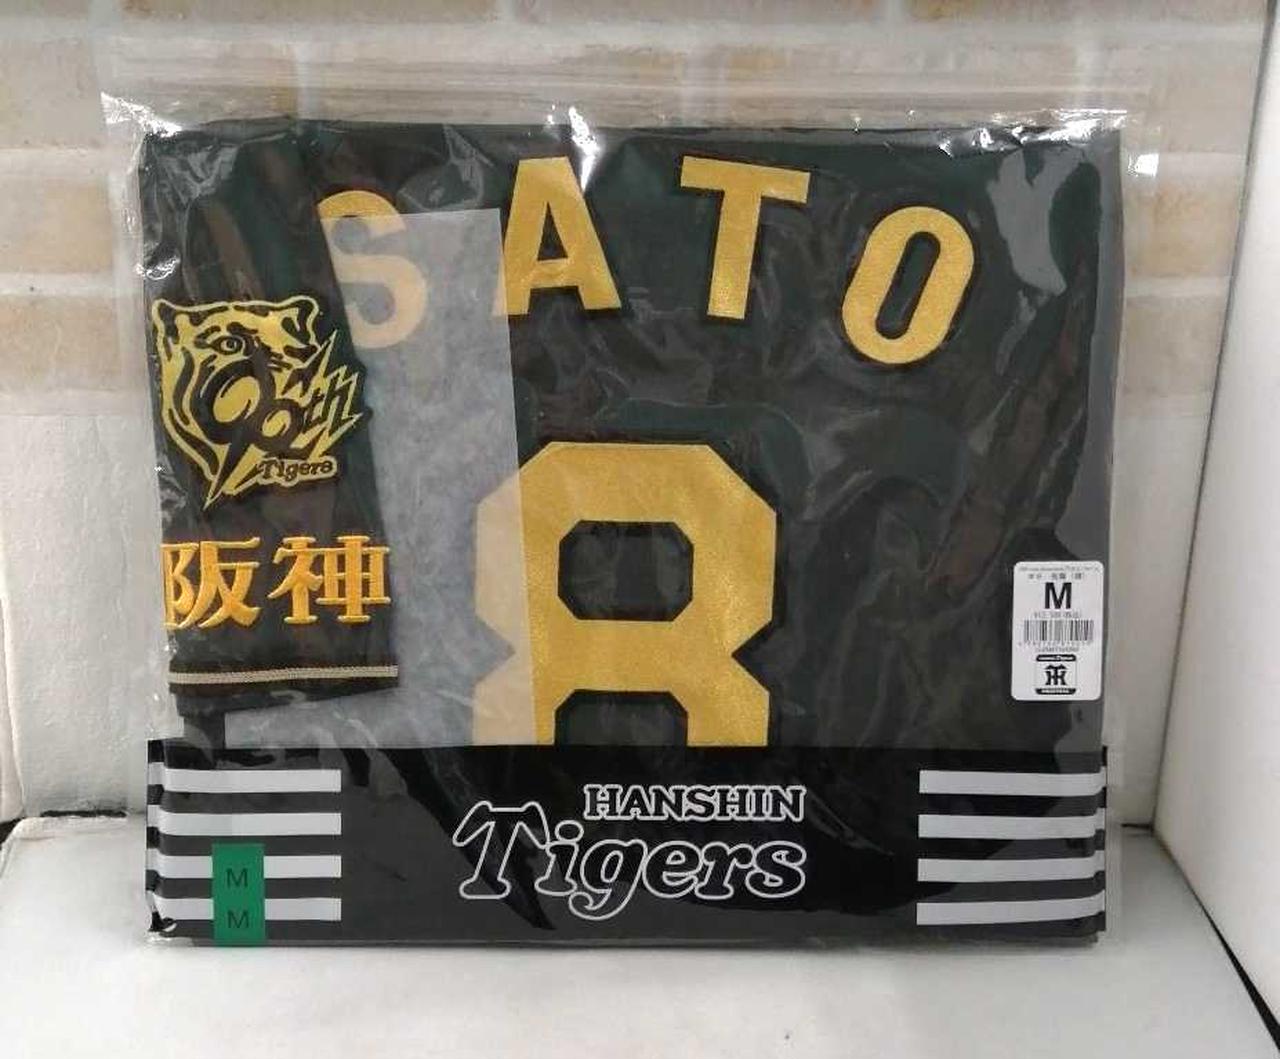 SATO
90th
Tigers
阪神
8
M
HANSHIN
Tigers
M
M